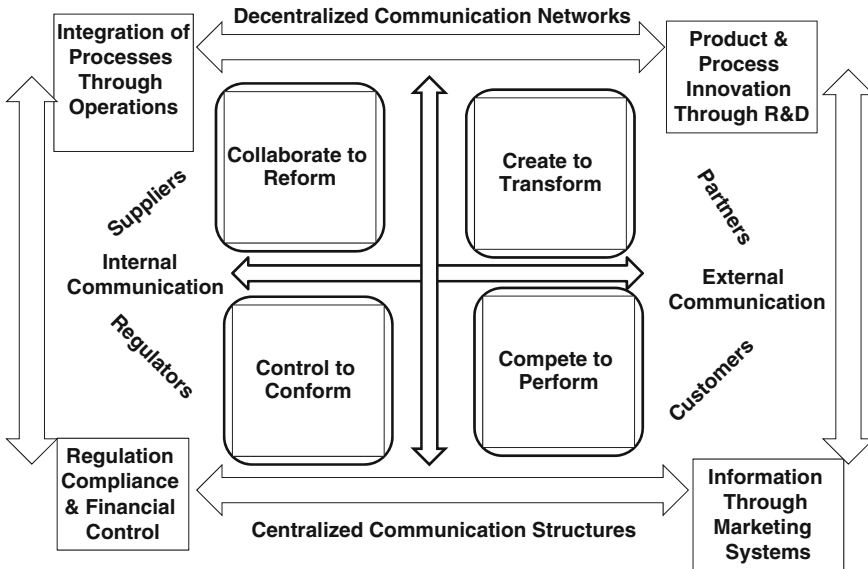 Decentralized Communication Networks
Integration of
Processes
Through
Operations
Product &
Process
Innovation
Through R&D
Collaborate to
Reform
Create to
Transform
Suppliers
Partners
Internal
Communication
External
Communication
Regulators
Customers
Control to
Conform
Compete to
Perform
Regulation
Compliance
& Financial
Control
Information
Through
Marketing
Systems
Centralized Communication Structures